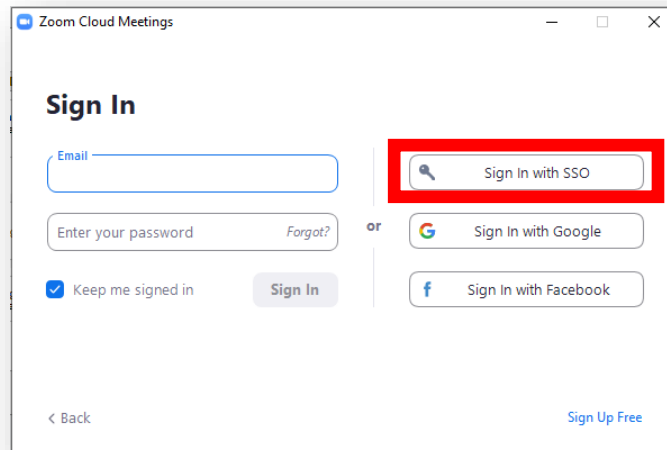 Zoom Cloud Meetings
Sign In
Email
Enter your password Forgot?
Keep me signed in Sign In
or
Sign In with SSO
Sign In with Google
Sign In with Facebook
Back
Sign Up Free